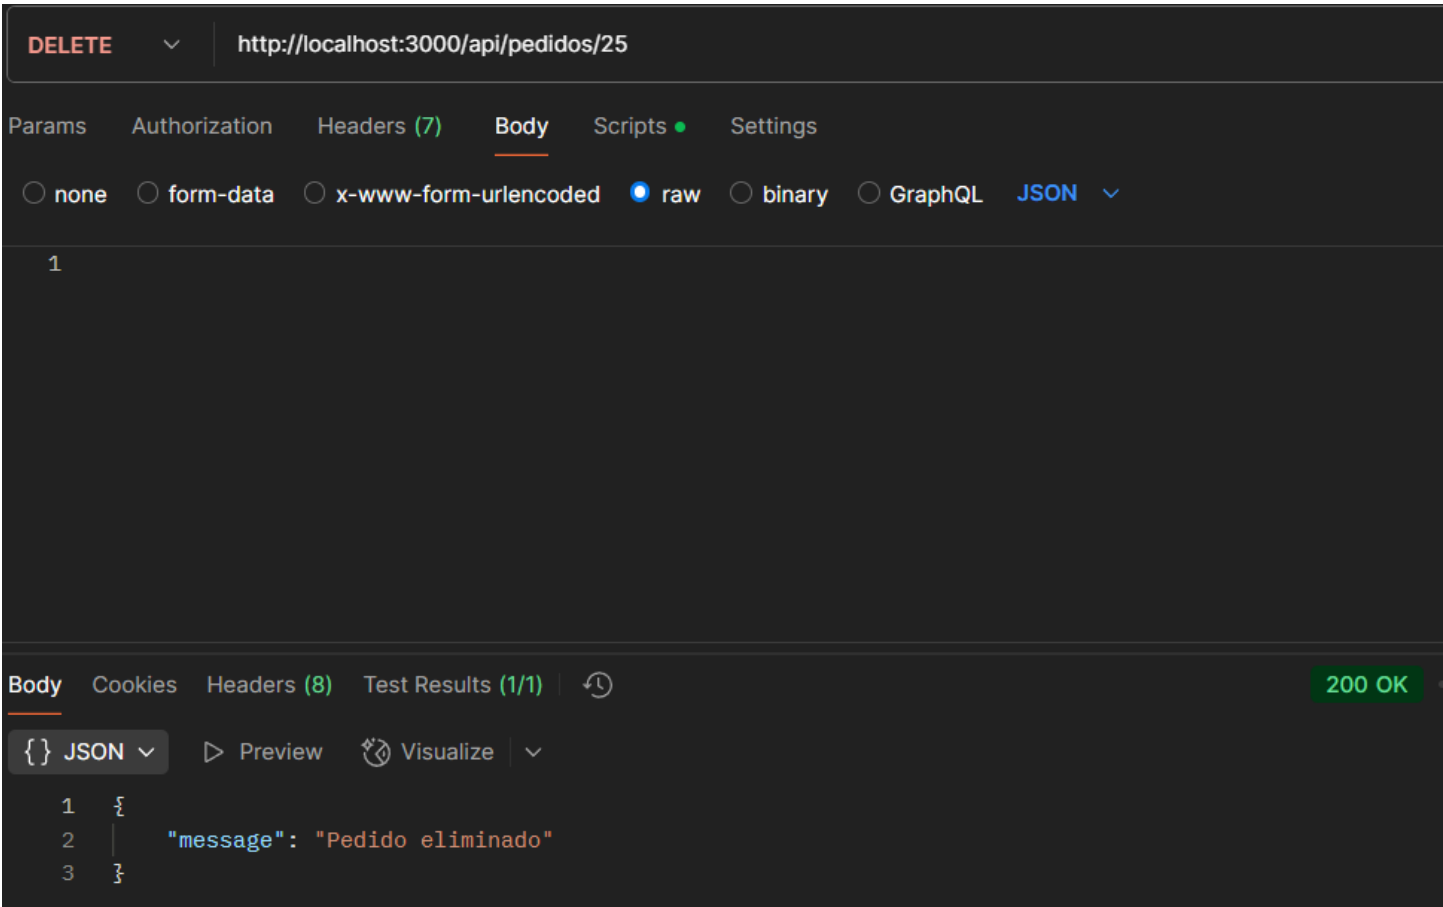 DELETE http://localhost:3000/api/pedidos/25
Params Authorization Headers (7) Body Scripts Settings
none form-data x-www-form-urlencoded raw binary GraphQL JSON
1
Body Cookies Headers (8) Test Results (1/1) 200 OK
{} JSON Preview Visualize
1 {
2 "message": "Pedido eliminado"
3 }